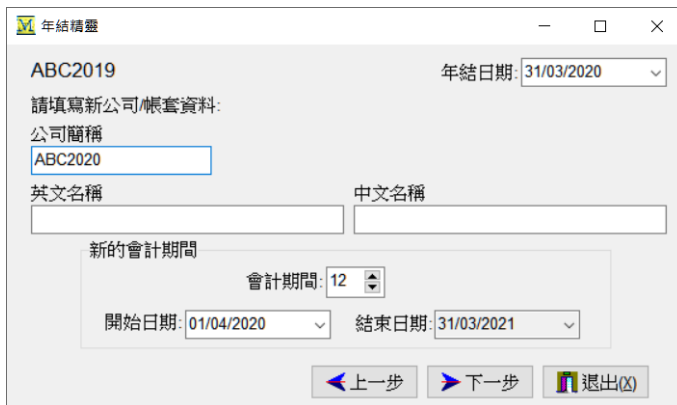 年結精靈
ABC2019
年結日期: 31/03/2020
請填寫新公司/帳套資料:
公司簡稱
ABC2020
英文名稱 中文名稱
新的會計期間
會計期間: 12
開始日期: 01/04/2020 結束日期: 31/03/2021
上一步 下一步 退出(X)